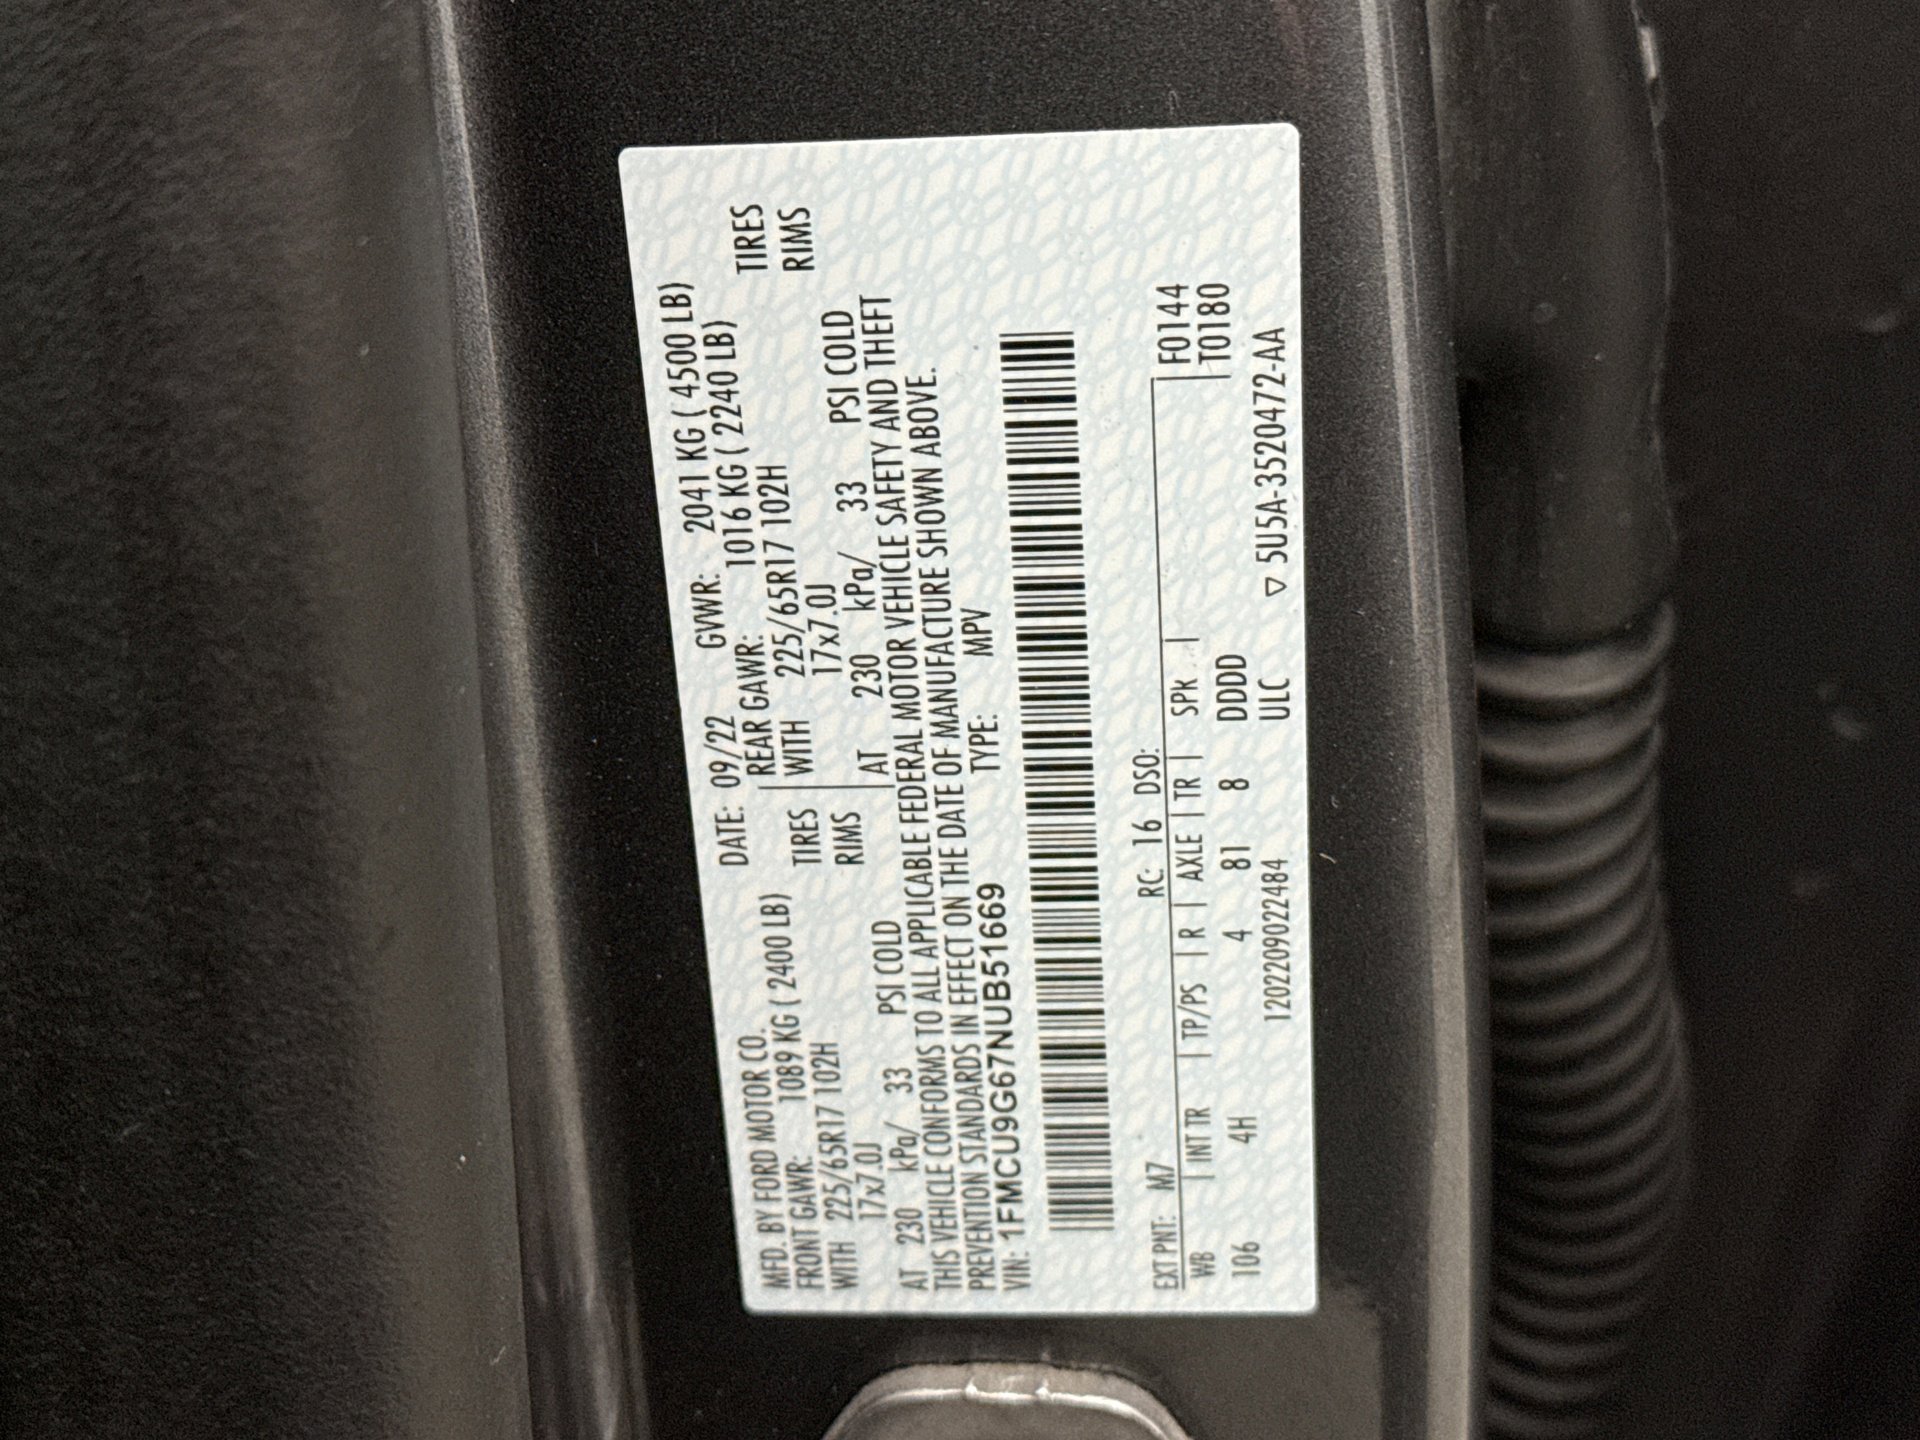 MFD. BY FORD MOTOR CO. DATE: 09/22 GVWR: 2041 KG ( 4500 LB)
FRONT GAWR: 1089 KG ( 2400 LB) REAR GAWR: 1016 KG ( 2240 LB)
WITH 225/65R17 102H TIRES WITH 225/65R17 102H TIRES
17x7.0J RIMS 17x7.0J RIMS
AT 230 kPa/ 33 PSI COLD AT 230 kPa/ 33 PSI COLD
THIS VEHICLE CONFORMS TO ALL APPLICABLE FEDERAL MOTOR VEHICLE SAFETY AND THEFT
PREVENTION STANDARDS IN EFFECT ON THE DATE OF MANUFACTURE SHOWN ABOVE.
VIN: 1FMCU9G67NUB51669 TYPE: MPV
EXT PNT: M7 RC: 16 DSO: F0144
WB | INT TR | TP/PS | R | AXLE | TR | SPK | T0180
106 4H 4 81 8 DDDD
1202209022484 ULC ▽ 5U5A-3520472-AA